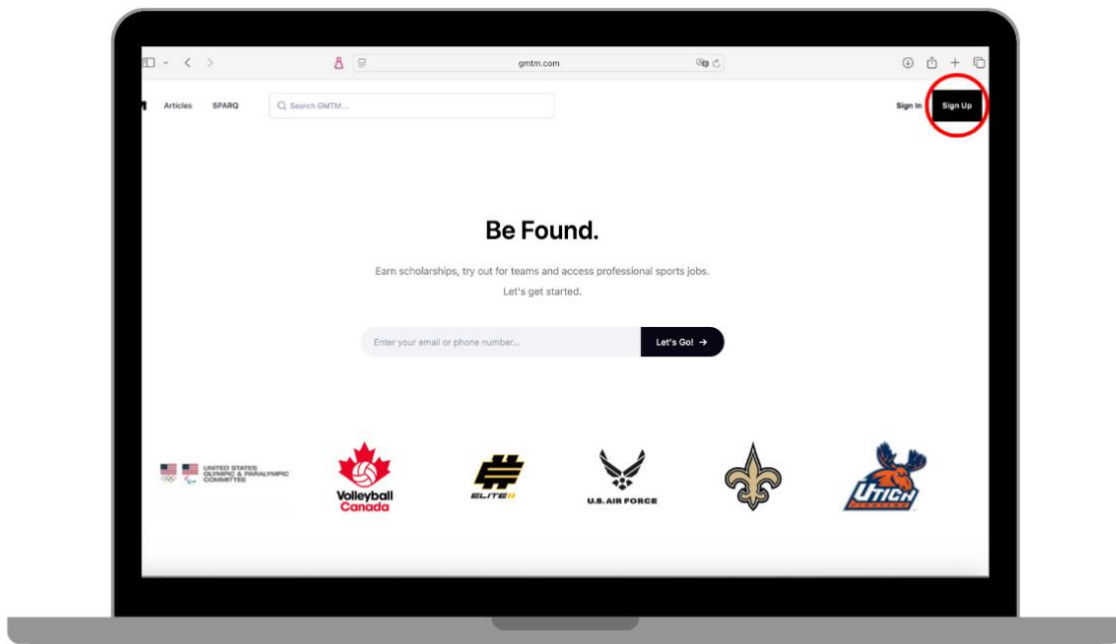 gmtm.com
Articles SPARQ Search GMTM... Sign In Sign Up
Be Found.
Earn scholarships, try out for teams and access professional sports jobs.
Let's get started.
Enter your email or phone number... Let's Go! →
UNITED STATES
OLYMPIC & PARALYMPIC
COMMITTEE
Volleyball
Canada
ELITE
U.S. AIR FORCE
UTICA